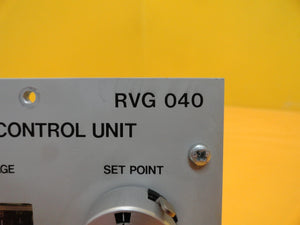 RVG 040
CONTROL UNIT
SET POINT